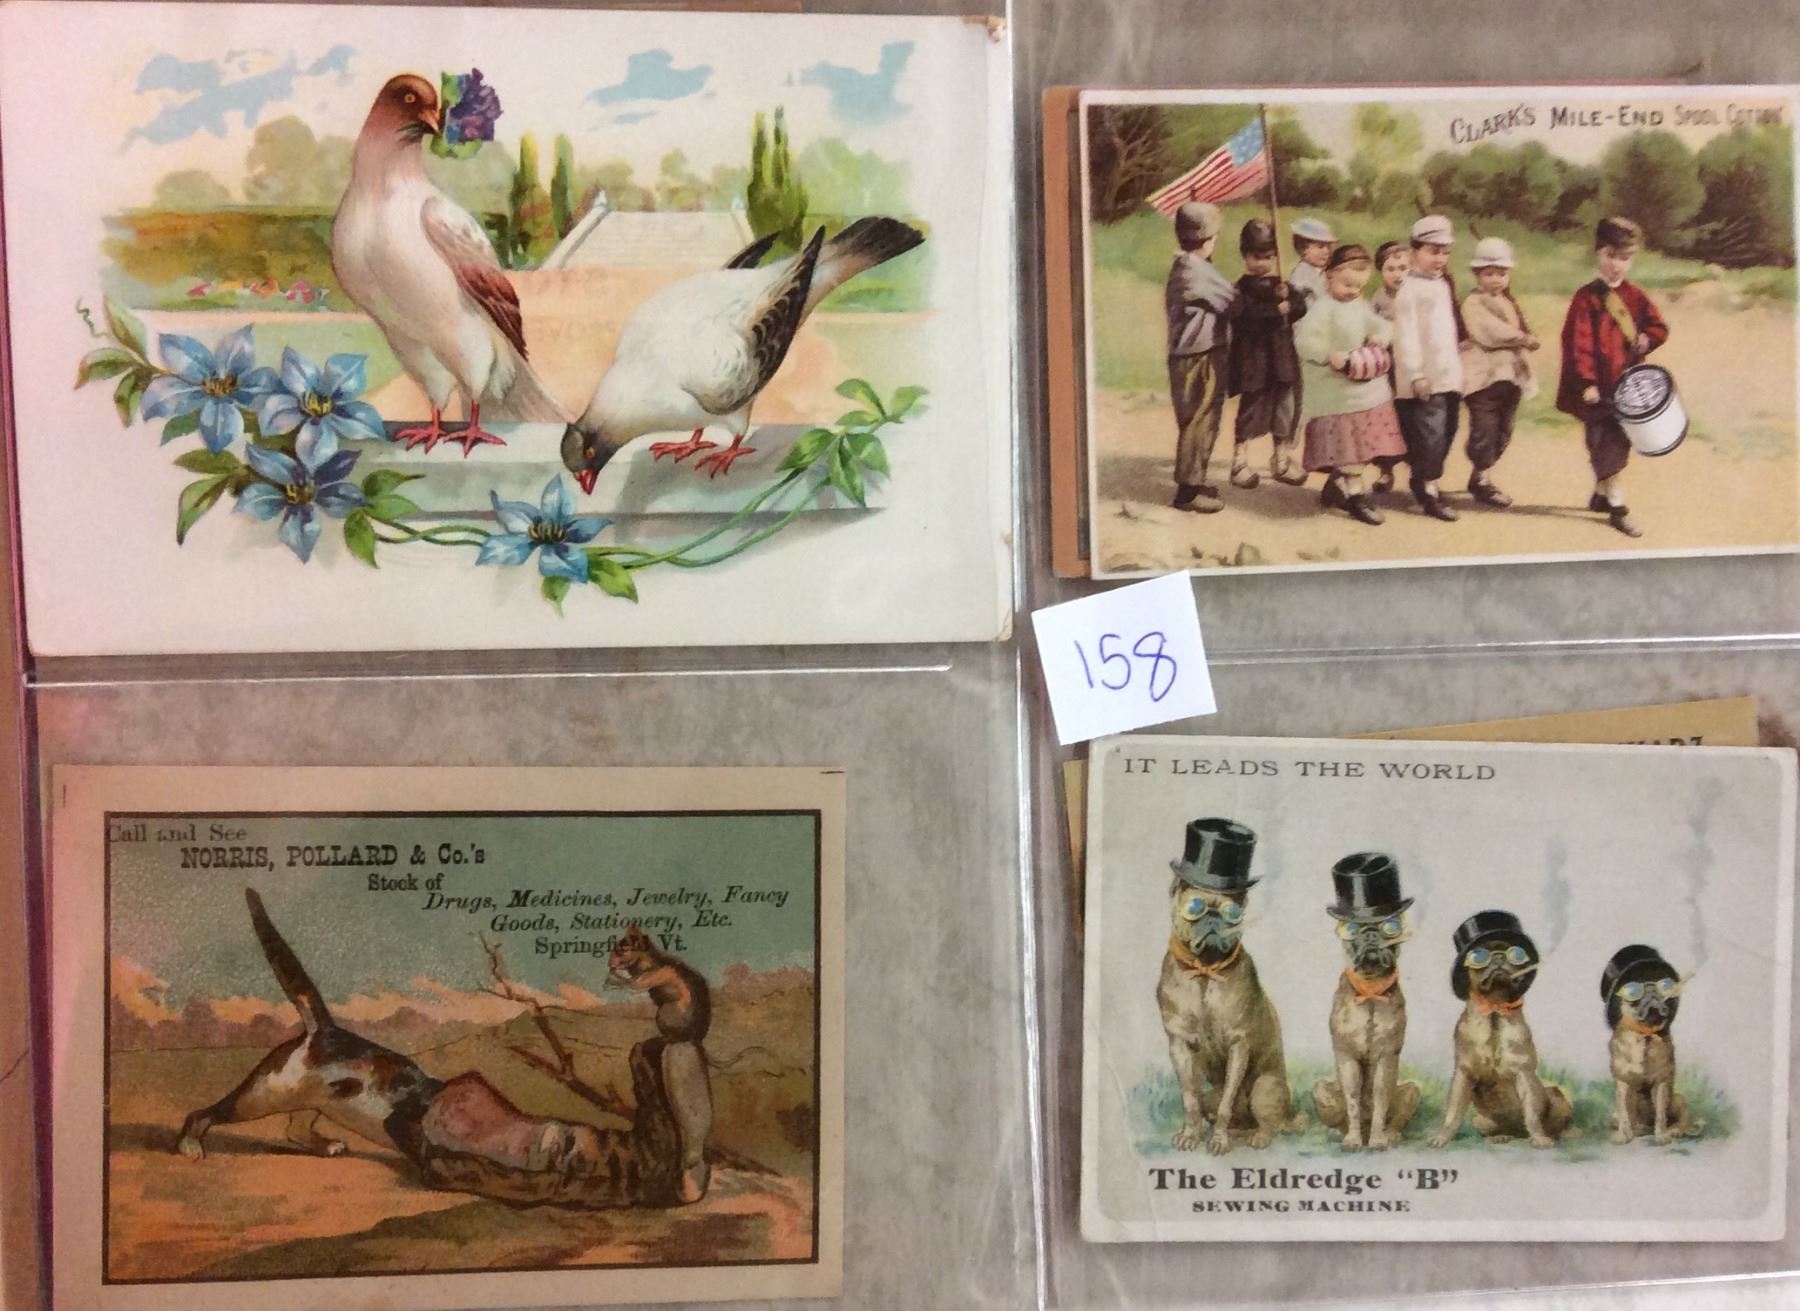 CLARK'S MILE-END SPOOL COTTON
158
Call and See
NORRIS, POLLARD & Co.'s
Stock of
Drugs, Medicines, Jewelry, Fancy
Goods, Stationery, Etc.
Springfield Vt.
IT LEADS THE WORLD
The Eldredge "B"
SEWING MACHINE